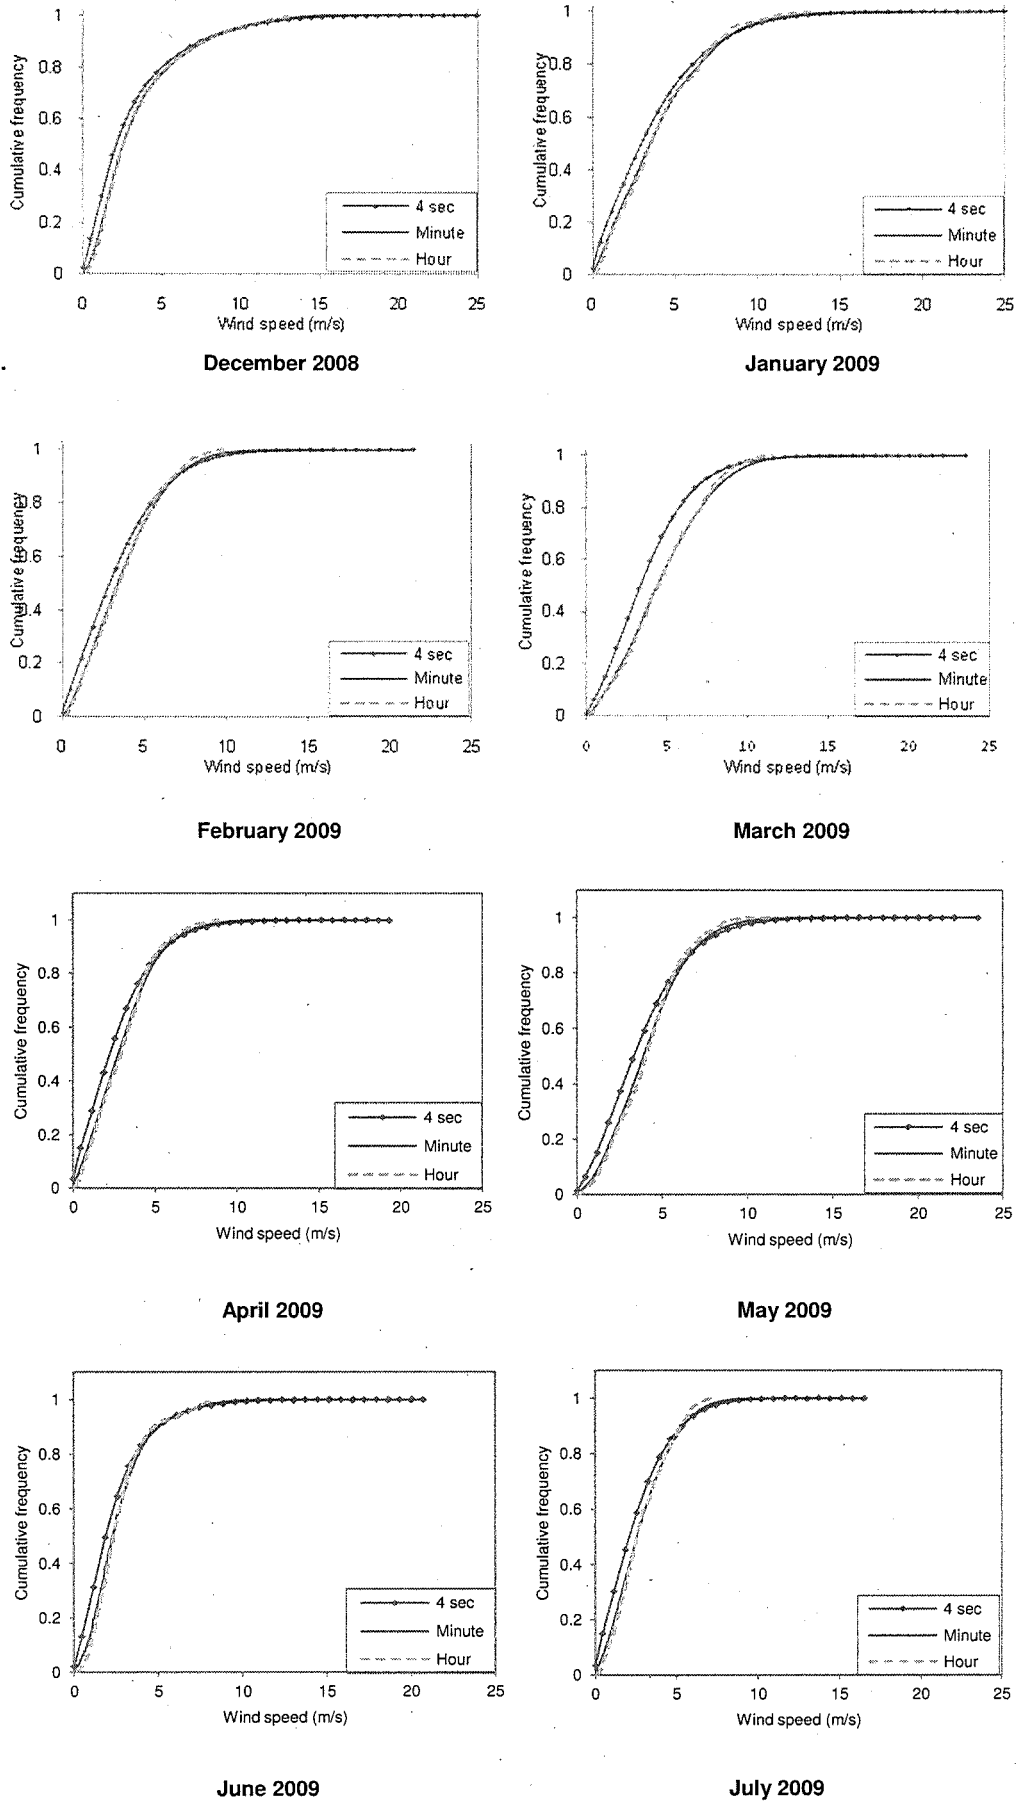 Cumulative frequency
1
0.8
0.6
0.4
0.2
0
4 sec
Minute
Hour
0 5 10 15 20 25
Wind speed (m/s)
December 2008
Cumulative frequency
1
0.8
0.6
0.4
0.2
0
4 sec
Minute
Hour
0 5 10 15 20 25
Wind speed (m/s)
January 2009
Cumulative frequency
1
0.8
0.6
0.4
0.2
0
4 sec
Minute
Hour
0 5 10 15 20 25
Wind speed (m/s)
February 2009
Cumulative frequency
1
0.8
0.6
0.4
0.2
0
4 sec
Minute
Hour
0 5 10 15 20 25
Wind speed (m/s)
March 2009
Cumulative frequency
1
0.8
0.6
0.4
0.2
0
4 sec
Minute
Hour
0 5 10 15 20 25
Wind speed (m/s)
April 2009
Cumulative frequency
1
0.8
0.6
0.4
0.2
0
4 sec
Minute
Hour
0 5 10 15 20 25
Wind speed (m/s)
May 2009
Cumulative frequency
1
0.8
0.6
0.4
0.2
0
4 sec
Minute
Hour
0 5 10 15 20 25
Wind speed (m/s)
June 2009
Cumulative frequency
1
0.8
0.6
0.4
0.2
0
4 sec
Minute
Hour
0 5 10 15 20 25
Wind speed (m/s)
July 2009